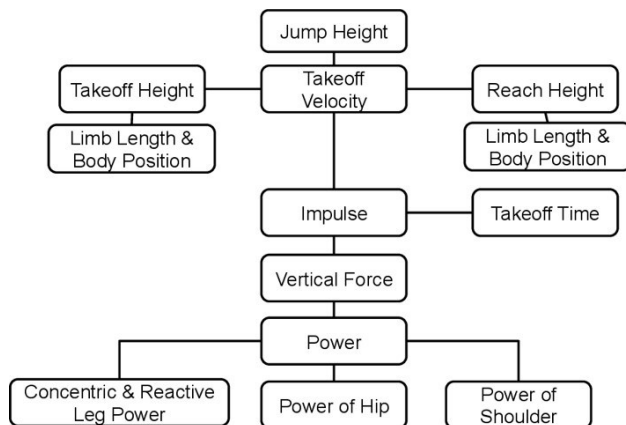 Jump Height
Takeoff Height
Takeoff
Velocity
Reach Height
Limb Length &
Body Position
Limb Length &
Body Position
Impulse
Takeoff Time
Vertical Force
Power
Concentric & Reactive
Leg Power
Power of Hip
Power of
Shoulder